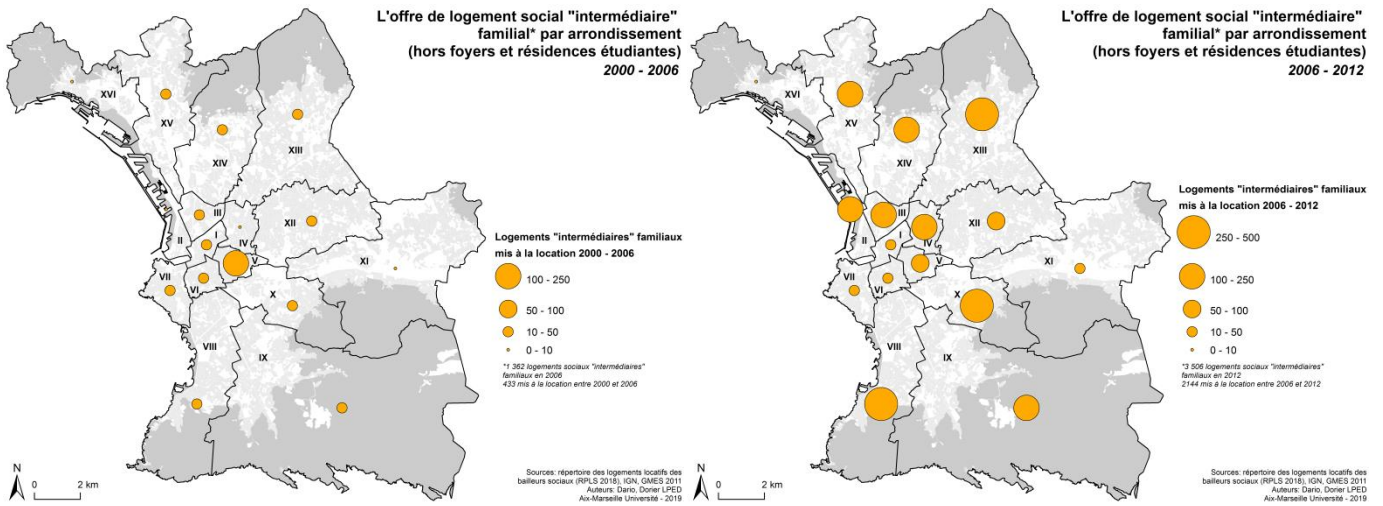 L'offre de logement social "intermédiaire"
familial* par arrondissement
(hors foyers et résidences étudiantes)
2000 - 2006
XVI
XV
XIV
XIII
III
XII
II
I
IV
V
XI
VII
VI
X
VIII
IX
Logements "intermédiaires" familiaux
mis à la location 2000 - 2006
100 - 250
50 - 100
10 - 50
0 - 10
*1 362 logements sociaux "intermédiaires"
familiaux en 2006
433 mis à la location entre 2000 et 2006
N
0 2 km
Sources: répertoire des logements locatifs des
bailleurs sociaux (RPLS 2018), IGN, GMES 2011
Auteurs: Dario, Dorier LPED
Aix-Marseille Université - 2019
L'offre de logement social "intermédiaire"
familial* par arrondissement
(hors foyers et résidences étudiantes)
2006 - 2012
XVI
XV
XIV
XIII
III
XII
II
I
IV
V
XI
VII
VI
X
VIII
IX
Logements "intermédiaires" familiaux
mis à la location 2006 - 2012
250 - 500
100 - 250
50 - 100
10 - 50
0 - 10
*3 506 logements sociaux "intermédiaires"
familiaux en 2012
2144 mis à la location entre 2006 et 2012
N
0 2 km
Sources: répertoire des logements locatifs des
bailleurs sociaux (RPLS 2018), IGN, GMES 2011
Auteurs: Dario, Dorier LPED
Aix-Marseille Université - 2019